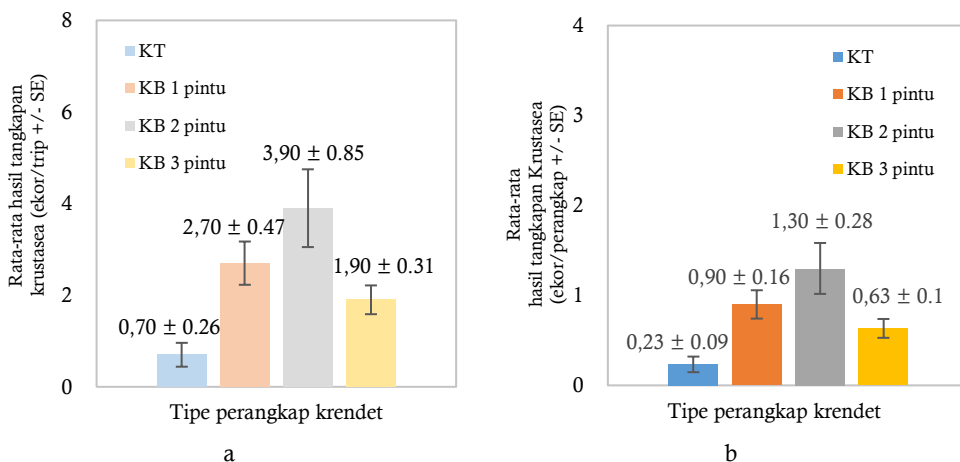 Rata-rata hasil tangkapan
krustasea (ekor/trip +/- SE)
8
6
4
2
0
KT
KB 1 pintu
KB 2 pintu
KB 3 pintu
0,70 ± 0.26
2,70 ± 0.47
3,90 ± 0.85
1,90 ± 0.31
Tipe perangkap krendet
a
Rata-rata
hasil tangkapan Krustasea
(ekor/perangkap +/- SE)
4
3
2
1
0
KT
KB 1 pintu
KB 2 pintu
KB 3 pintu
0,23 ± 0.09
0,90 ± 0.16
1,30 ± 0.28
0,63 ± 0.1
Tipe perangkap krendet
b